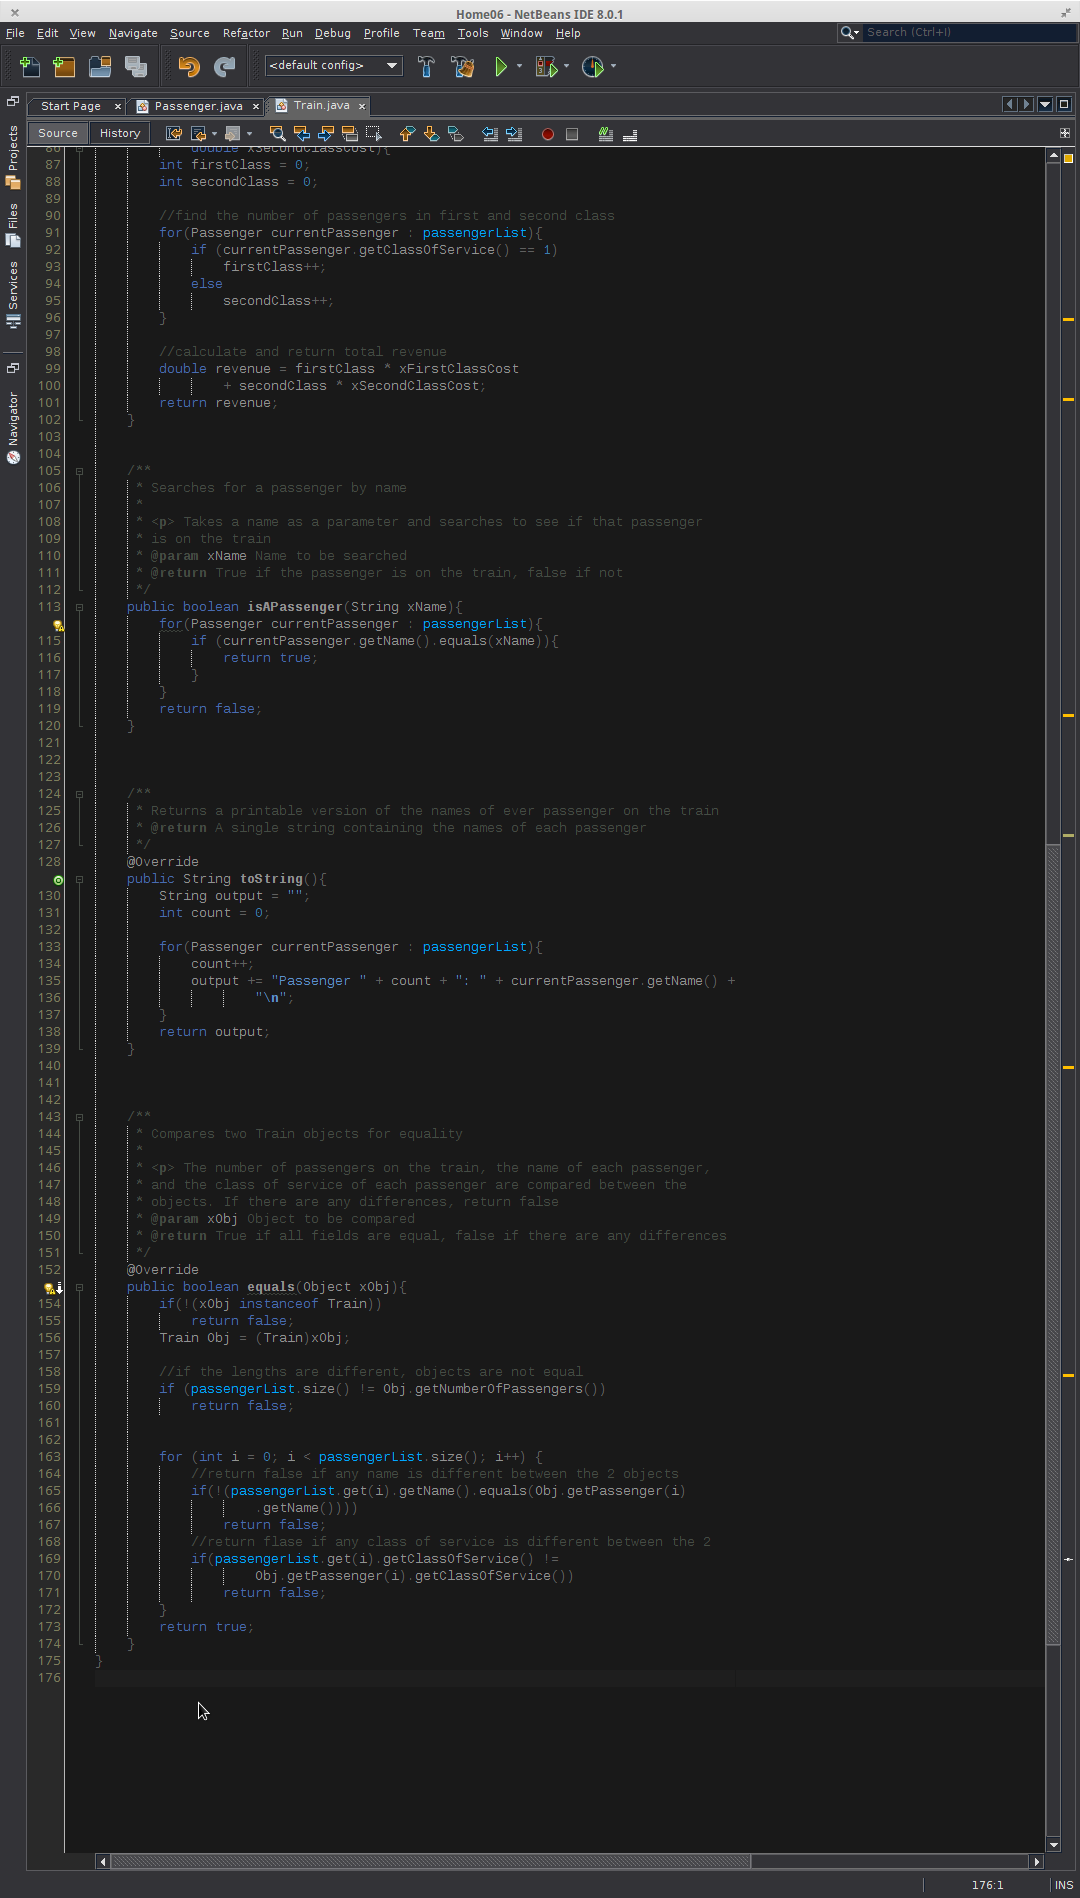 Home06 - NetBeans IDE 8.0.1
File Edit View Navigate Source Refactor Run Debug Profile Team Tools Window Help
Search (Ctrl+I)
<default config>
Start Page Passenger.java Train.java
Source History
Projects
Files
Services
Navigator
86 double xSecondClassCost){
87 int firstClass = 0;
88 int secondClass = 0;
89
90 //find the number of passengers in first and second class
91 for(Passenger currentPassenger : passengerList){
92 if (currentPassenger.getClassOfService() == 1)
93 firstClass++;
94 else
95 secondClass++;
96 }
97
98 //calculate and return total revenue
99 double revenue = firstClass * xFirstClassCost
100 + secondClass * xSecondClassCost;
101 return revenue;
102 }
103
104
105 /**
106 * Searches for a passenger by name
107 *
108 * <p> Takes a name as a parameter and searches to see if that passenger
109 * is on the train
110 * @param xName Name to be searched
111 * @return True if the passenger is on the train, false if not
112 */
113 public boolean isAPassenger(String xName){
for(Passenger currentPassenger : passengerList){
115 if (currentPassenger.getName().equals(xName)){
116 return true;
117 }
118 }
119 return false;
120 }
121
122
123
124 /**
125 * Returns a printable version of the names of ever passenger on the train
126 * @return A single string containing the names of each passenger
127 */
128 @Override
public String toString(){
130 String output = "";
131 int count = 0;
132
133 for(Passenger currentPassenger : passengerList){
134 count++;
135 output += "Passenger " + count + ": " + currentPassenger.getName() +
136 "\n";
137 }
138 return output;
139 }
140
141
142
143 /**
144 * Compares two Train objects for equality
145 *
146 * <p> The number of passengers on the train, the name of each passenger,
147 * and the class of service of each passenger are compared between the
148 * objects. If there are any differences, return false
149 * @param xObj Object to be compared
150 * @return True if all fields are equal, false if there are any differences
151 */
152 @Override
public boolean equals(Object xObj){
154 if(!(xObj instanceof Train))
155 return false;
156 Train Obj = (Train)xObj;
157
158 //if the lengths are different, objects are not equal
159 if (passengerList.size() != Obj.getNumberOfPassengers())
160 return false;
161
162
163 for (int i = 0; i < passengerList.size(); i++) {
164 //return false if any name is different between the 2 objects
165 if(!(passengerList.get(i).getName().equals(Obj.getPassenger(i)
166 .getName())))
167 return false;
168 //return flase if any class of service is different between the 2
169 if(passengerList.get(i).getClassOfService() !=
170 Obj.getPassenger(i).getClassOfService())
171 return false;
172 }
173 return true;
174 }
175 }
176
176:1 INS